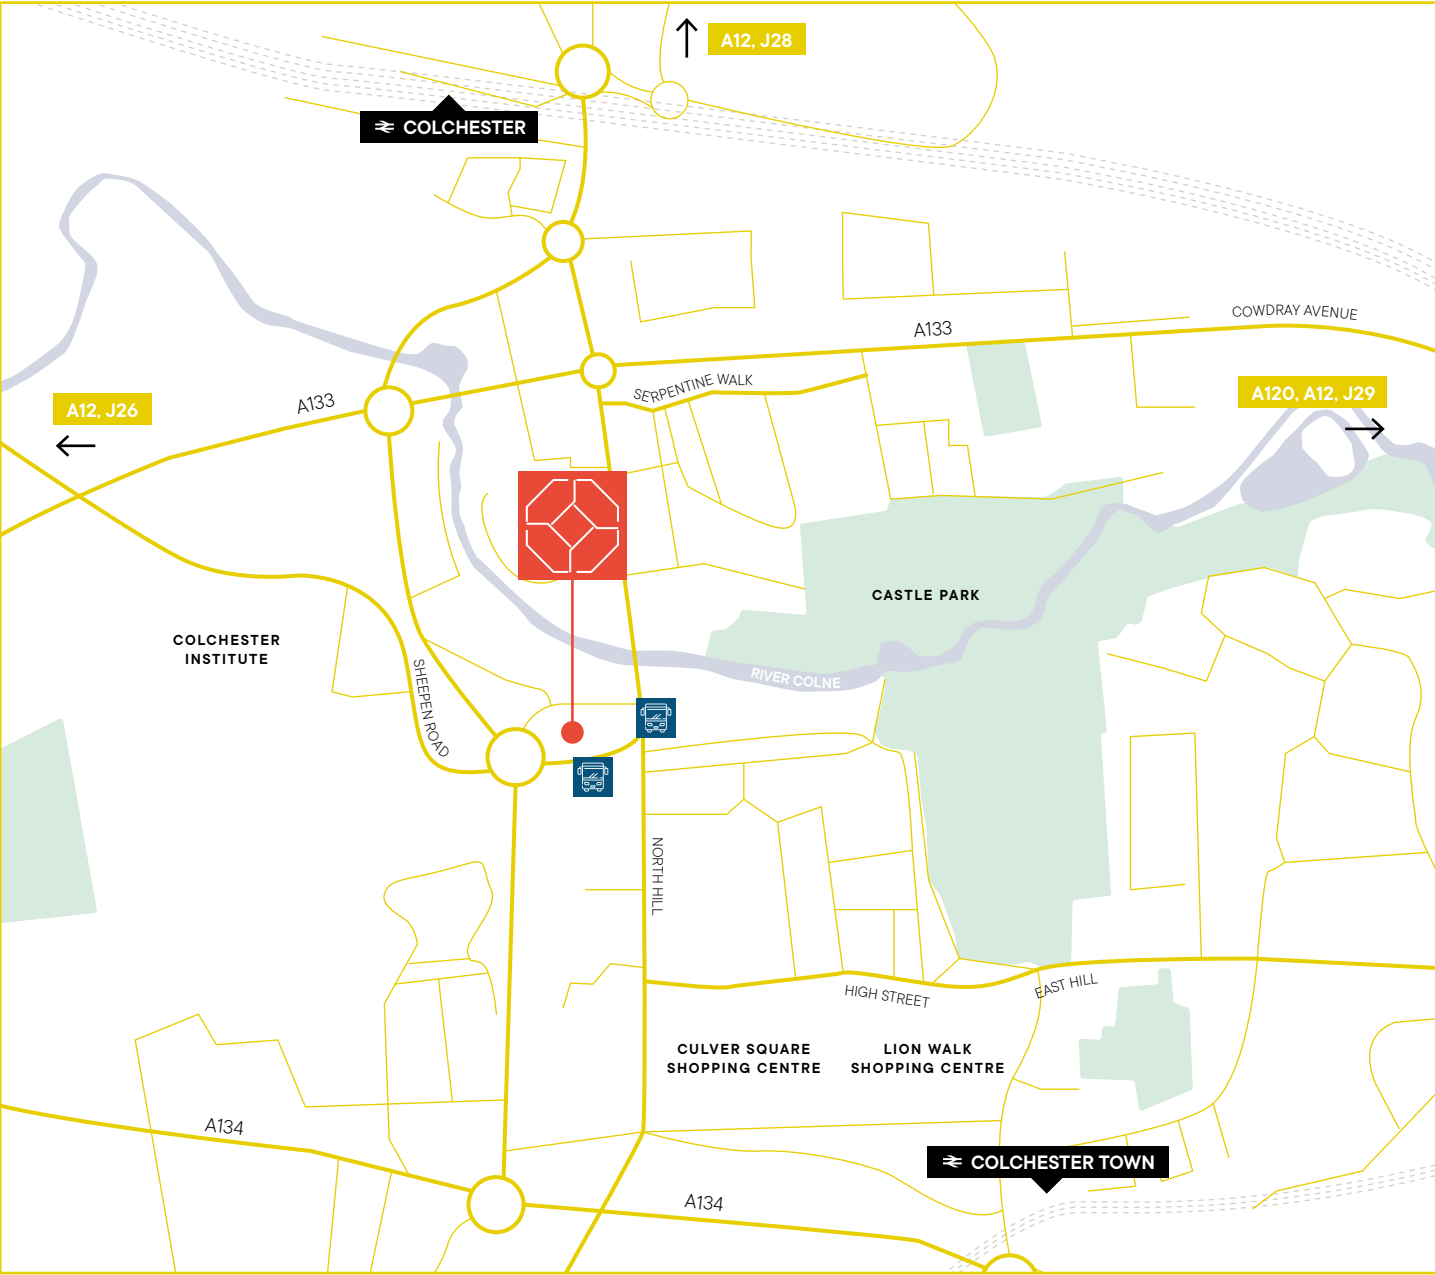 A12, J28
COLCHESTER
COWDRAY AVENUE
A133
SERPENTINE WALK
A120, A12, J29
A12, J26
A133
CASTLE PARK
COLCHESTER
INSTITUTE
SHEEPEN ROAD
RIVER COLNE
NORTH HILL
HIGH STREET
EAST HILL
CULVER SQUARE
SHOPPING CENTRE
LION WALK
SHOPPING CENTRE
A134
COLCHESTER TOWN
A134